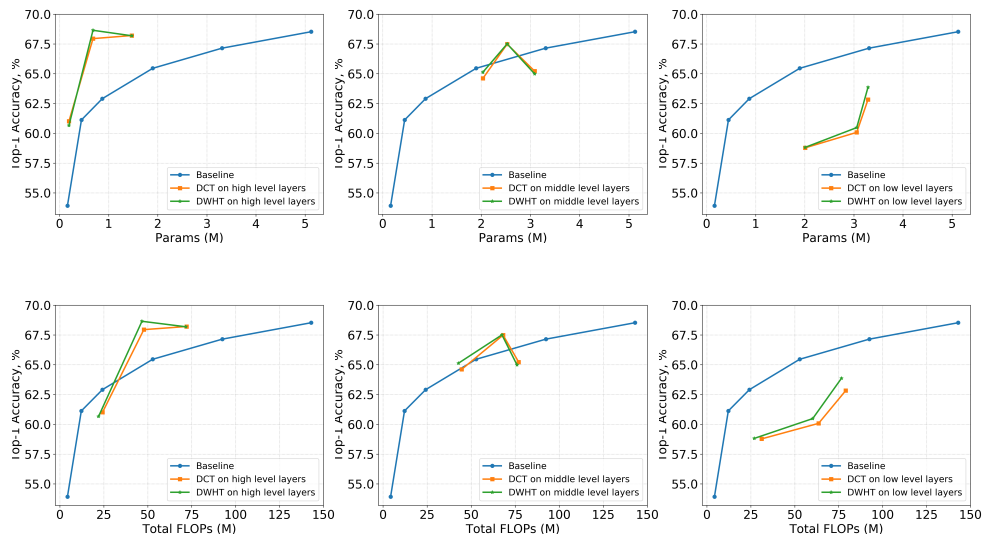 70.0
67.5
65.0
62.5
60.0
57.5
55.0
Top-1 Accuracy, %
0 1 2 3 4 5
Params (M)
Baseline
DCT on high level layers
DWHT on high level layers
70.0
67.5
65.0
62.5
60.0
57.5
55.0
Top-1 Accuracy, %
0 1 2 3 4 5
Params (M)
Baseline
DCT on middle level layers
DWHT on middle level layers
70.0
67.5
65.0
62.5
60.0
57.5
55.0
Top-1 Accuracy, %
0 1 2 3 4 5
Params (M)
Baseline
DCT on low level layers
DWHT on low level layers
70.0
67.5
65.0
62.5
60.0
57.5
55.0
Top-1 Accuracy, %
0 25 50 75 100 125 150
Total FLOPs (M)
Baseline
DCT on high level layers
DWHT on high level layers
70.0
67.5
65.0
62.5
60.0
57.5
55.0
Top-1 Accuracy, %
0 25 50 75 100 125 150
Total FLOPs (M)
Baseline
DCT on middle level layers
DWHT on middle level layers
70.0
67.5
65.0
62.5
60.0
57.5
55.0
Top-1 Accuracy, %
0 25 50 75 100 125 150
Total FLOPs (M)
Baseline
DCT on low level layers
DWHT on low level layers